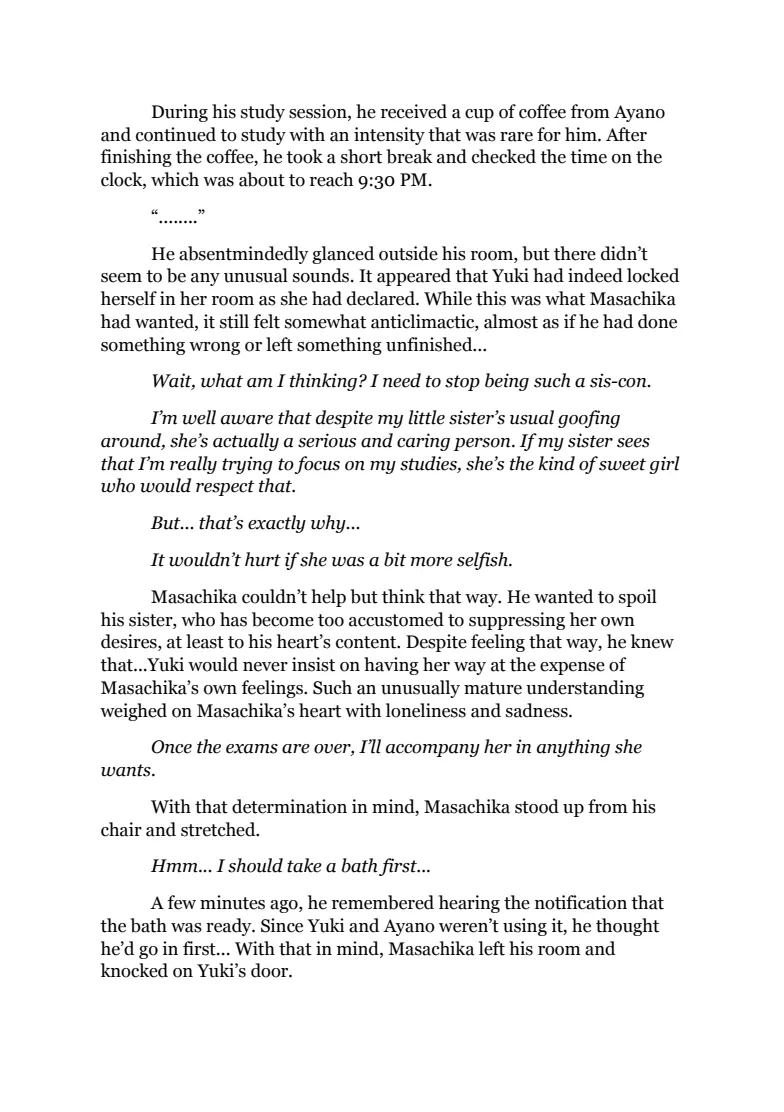 During his study session, he received a cup of coffee from Ayano
and continued to study with an intensity that was rare for him. After
finishing the coffee, he took a short break and checked the time on the
clock, which was about to reach 9:30 PM.
“........”
He absentmindedly glanced outside his room, but there didn’t
seem to be any unusual sounds. It appeared that Yuki had indeed locked
herself in her room as she had declared. While this was what Masachika
had wanted, it still felt somewhat anticlimactic, almost as if he had done
something wrong or left something unfinished...
Wait, what am I thinking? I need to stop being such a sis-con.
I’m well aware that despite my little sister’s usual goofing
around, she’s actually a serious and caring person. If my sister sees
that I’m really trying to focus on my studies, she’s the kind of sweet girl
who would respect that.
But... that’s exactly why...
It wouldn’t hurt if she was a bit more selfish.
Masachika couldn’t help but think that way. He wanted to spoil
his sister, who has become too accustomed to suppressing her own
desires, at least to his heart’s content. Despite feeling that way, he knew
that...Yuki would never insist on having her way at the expense of
Masachika’s own feelings. Such an unusually mature understanding
weighed on Masachika’s heart with loneliness and sadness.
Once the exams are over, I’ll accompany her in anything she
wants.
With that determination in mind, Masachika stood up from his
chair and stretched.
Hmm... I should take a bath first...
A few minutes ago, he remembered hearing the notification that
the bath was ready. Since Yuki and Ayano weren’t using it, he thought
he’d go in first... With that in mind, Masachika left his room and
knocked on Yuki’s door.